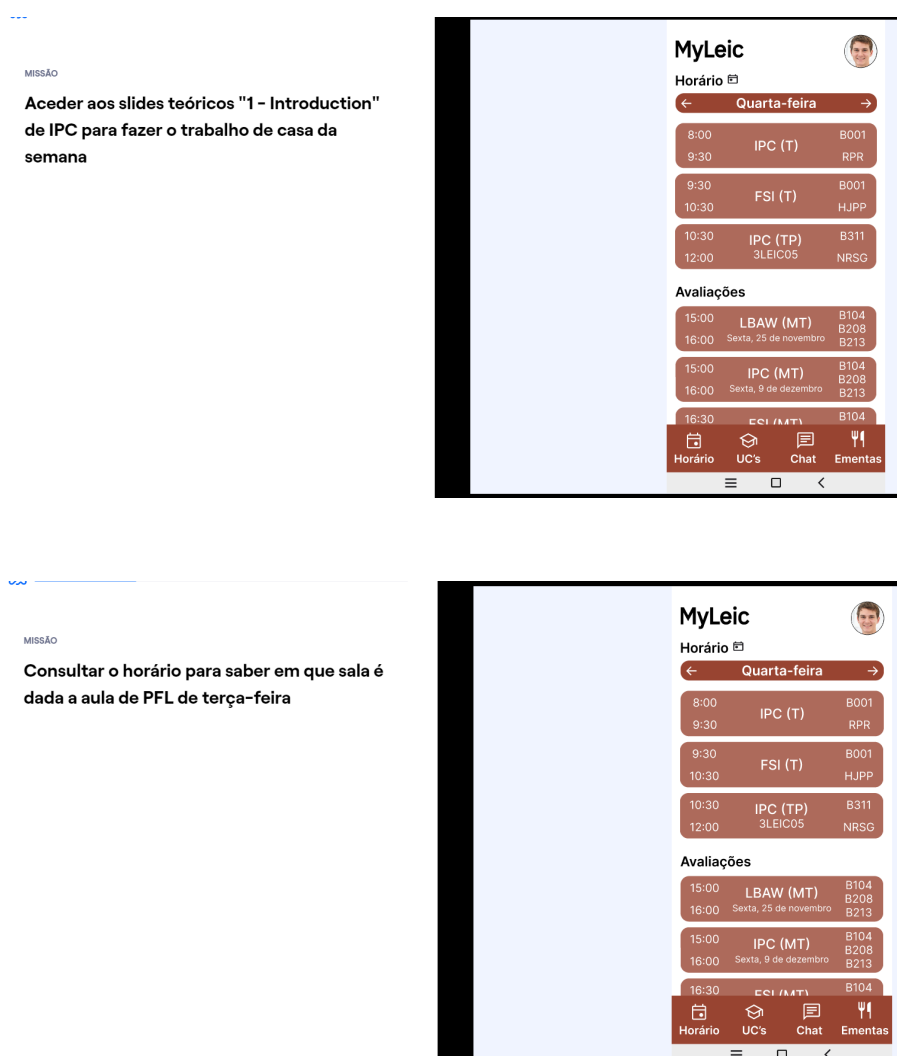 MISSÃO
Aceder aos slides teóricos "1 - Introduction"
de IPC para fazer o trabalho de casa da
semana
MyLeic
Horário
← Quarta-feira →
8:00 IPC (T) B001
9:30 RPR
9:30 FSI (T) B001
10:30 HJPP
10:30 IPC (TP) B311
12:00 3LEIC05 NRSG
Avaliações
15:00 LBAW (MT) B104
B208
16:00 Sexta, 25 de novembro B213
15:00 IPC (MT) B104
B208
16:00 Sexta, 9 de dezembro B213
16:30 FSI (MT) B104
Horário UC's Chat Ementas
MISSÃO
Consultar o horário para saber em que sala é
dada a aula de PFL de terça-feira
MyLeic
Horário
← Quarta-feira →
8:00 IPC (T) B001
9:30 RPR
9:30 FSI (T) B001
10:30 HJPP
10:30 IPC (TP) B311
12:00 3LEIC05 NRSG
Avaliações
15:00 LBAW (MT) B104
B208
16:00 Sexta, 25 de novembro B213
15:00 IPC (MT) B104
B208
16:00 Sexta, 9 de dezembro B213
16:30 FSI (MT) B104
Horário UC's Chat Ementas